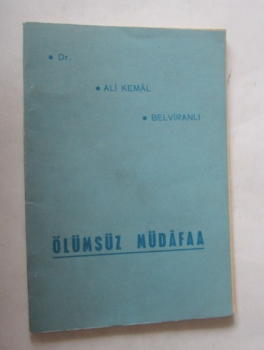 • Dr.
• ALİ KEMÂL
• BELVİRANLI
ÖLÜMSÜZ MÜDÂFAA